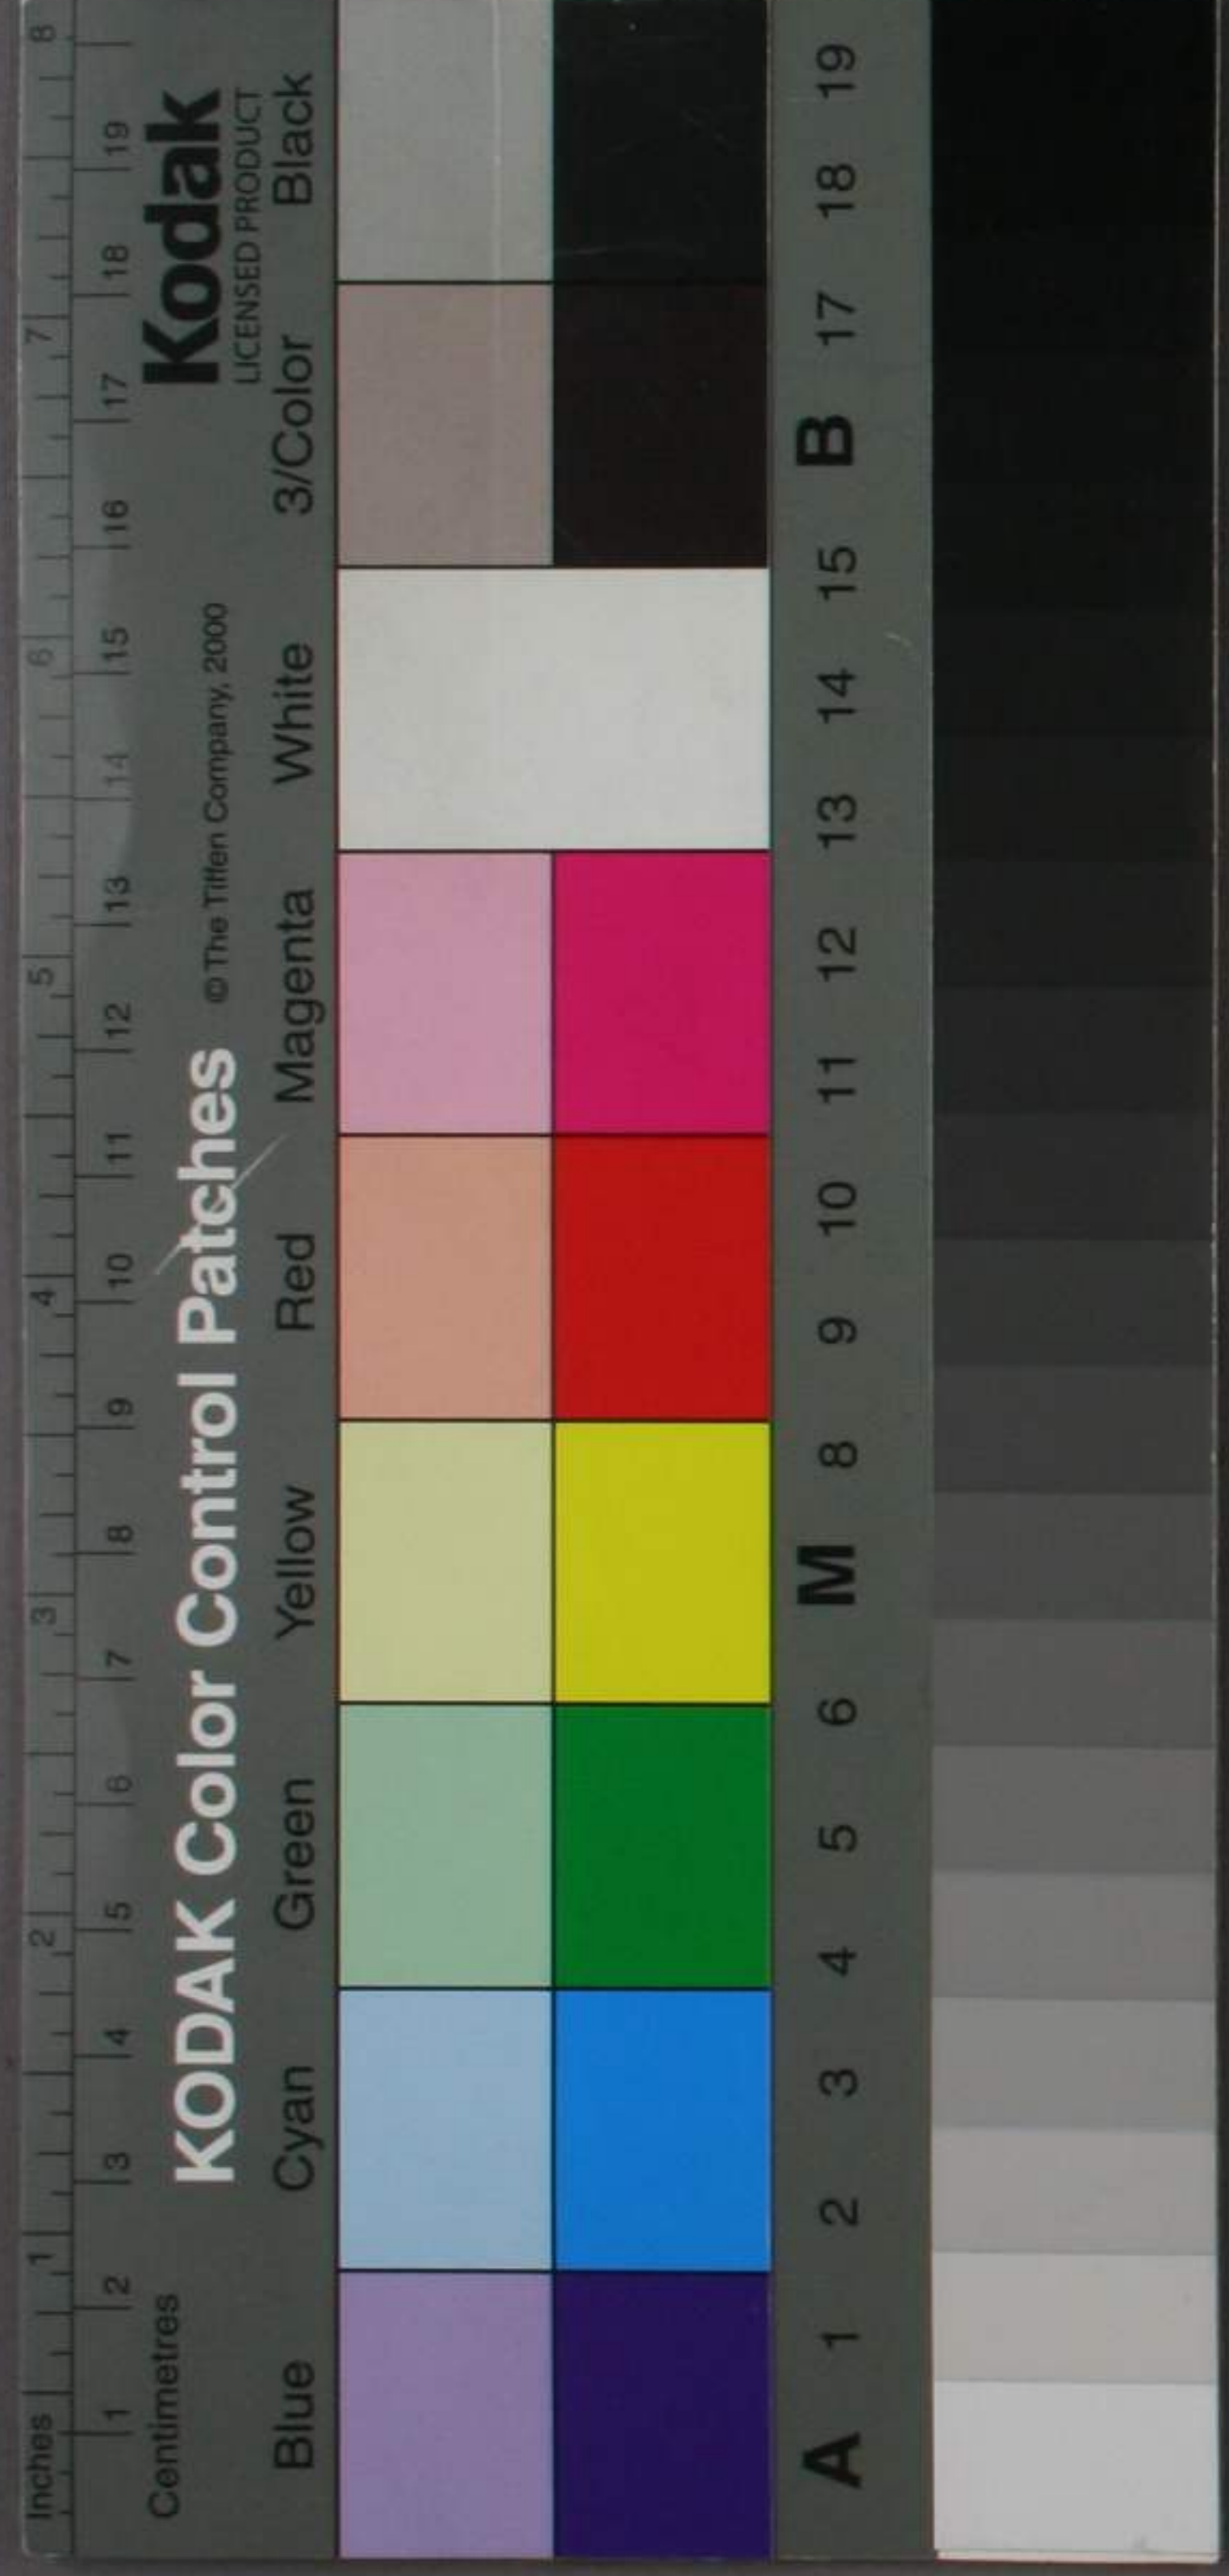 Inches 1 2 3 4 5 6 7 8
1 2 3 4 5 6 7 8 9 10 11 12 13 14 15 16 17 18 19
Centimetres
KODAK Color Control Patches © The Tiffen Company, 2000 Kodak
LICENSED PRODUCT
Blue Cyan Green Yellow Red Magenta White 3/Color Black
A 1 2 3 4 5 6 M 8 9 10 11 12 13 14 15 B 17 18 19